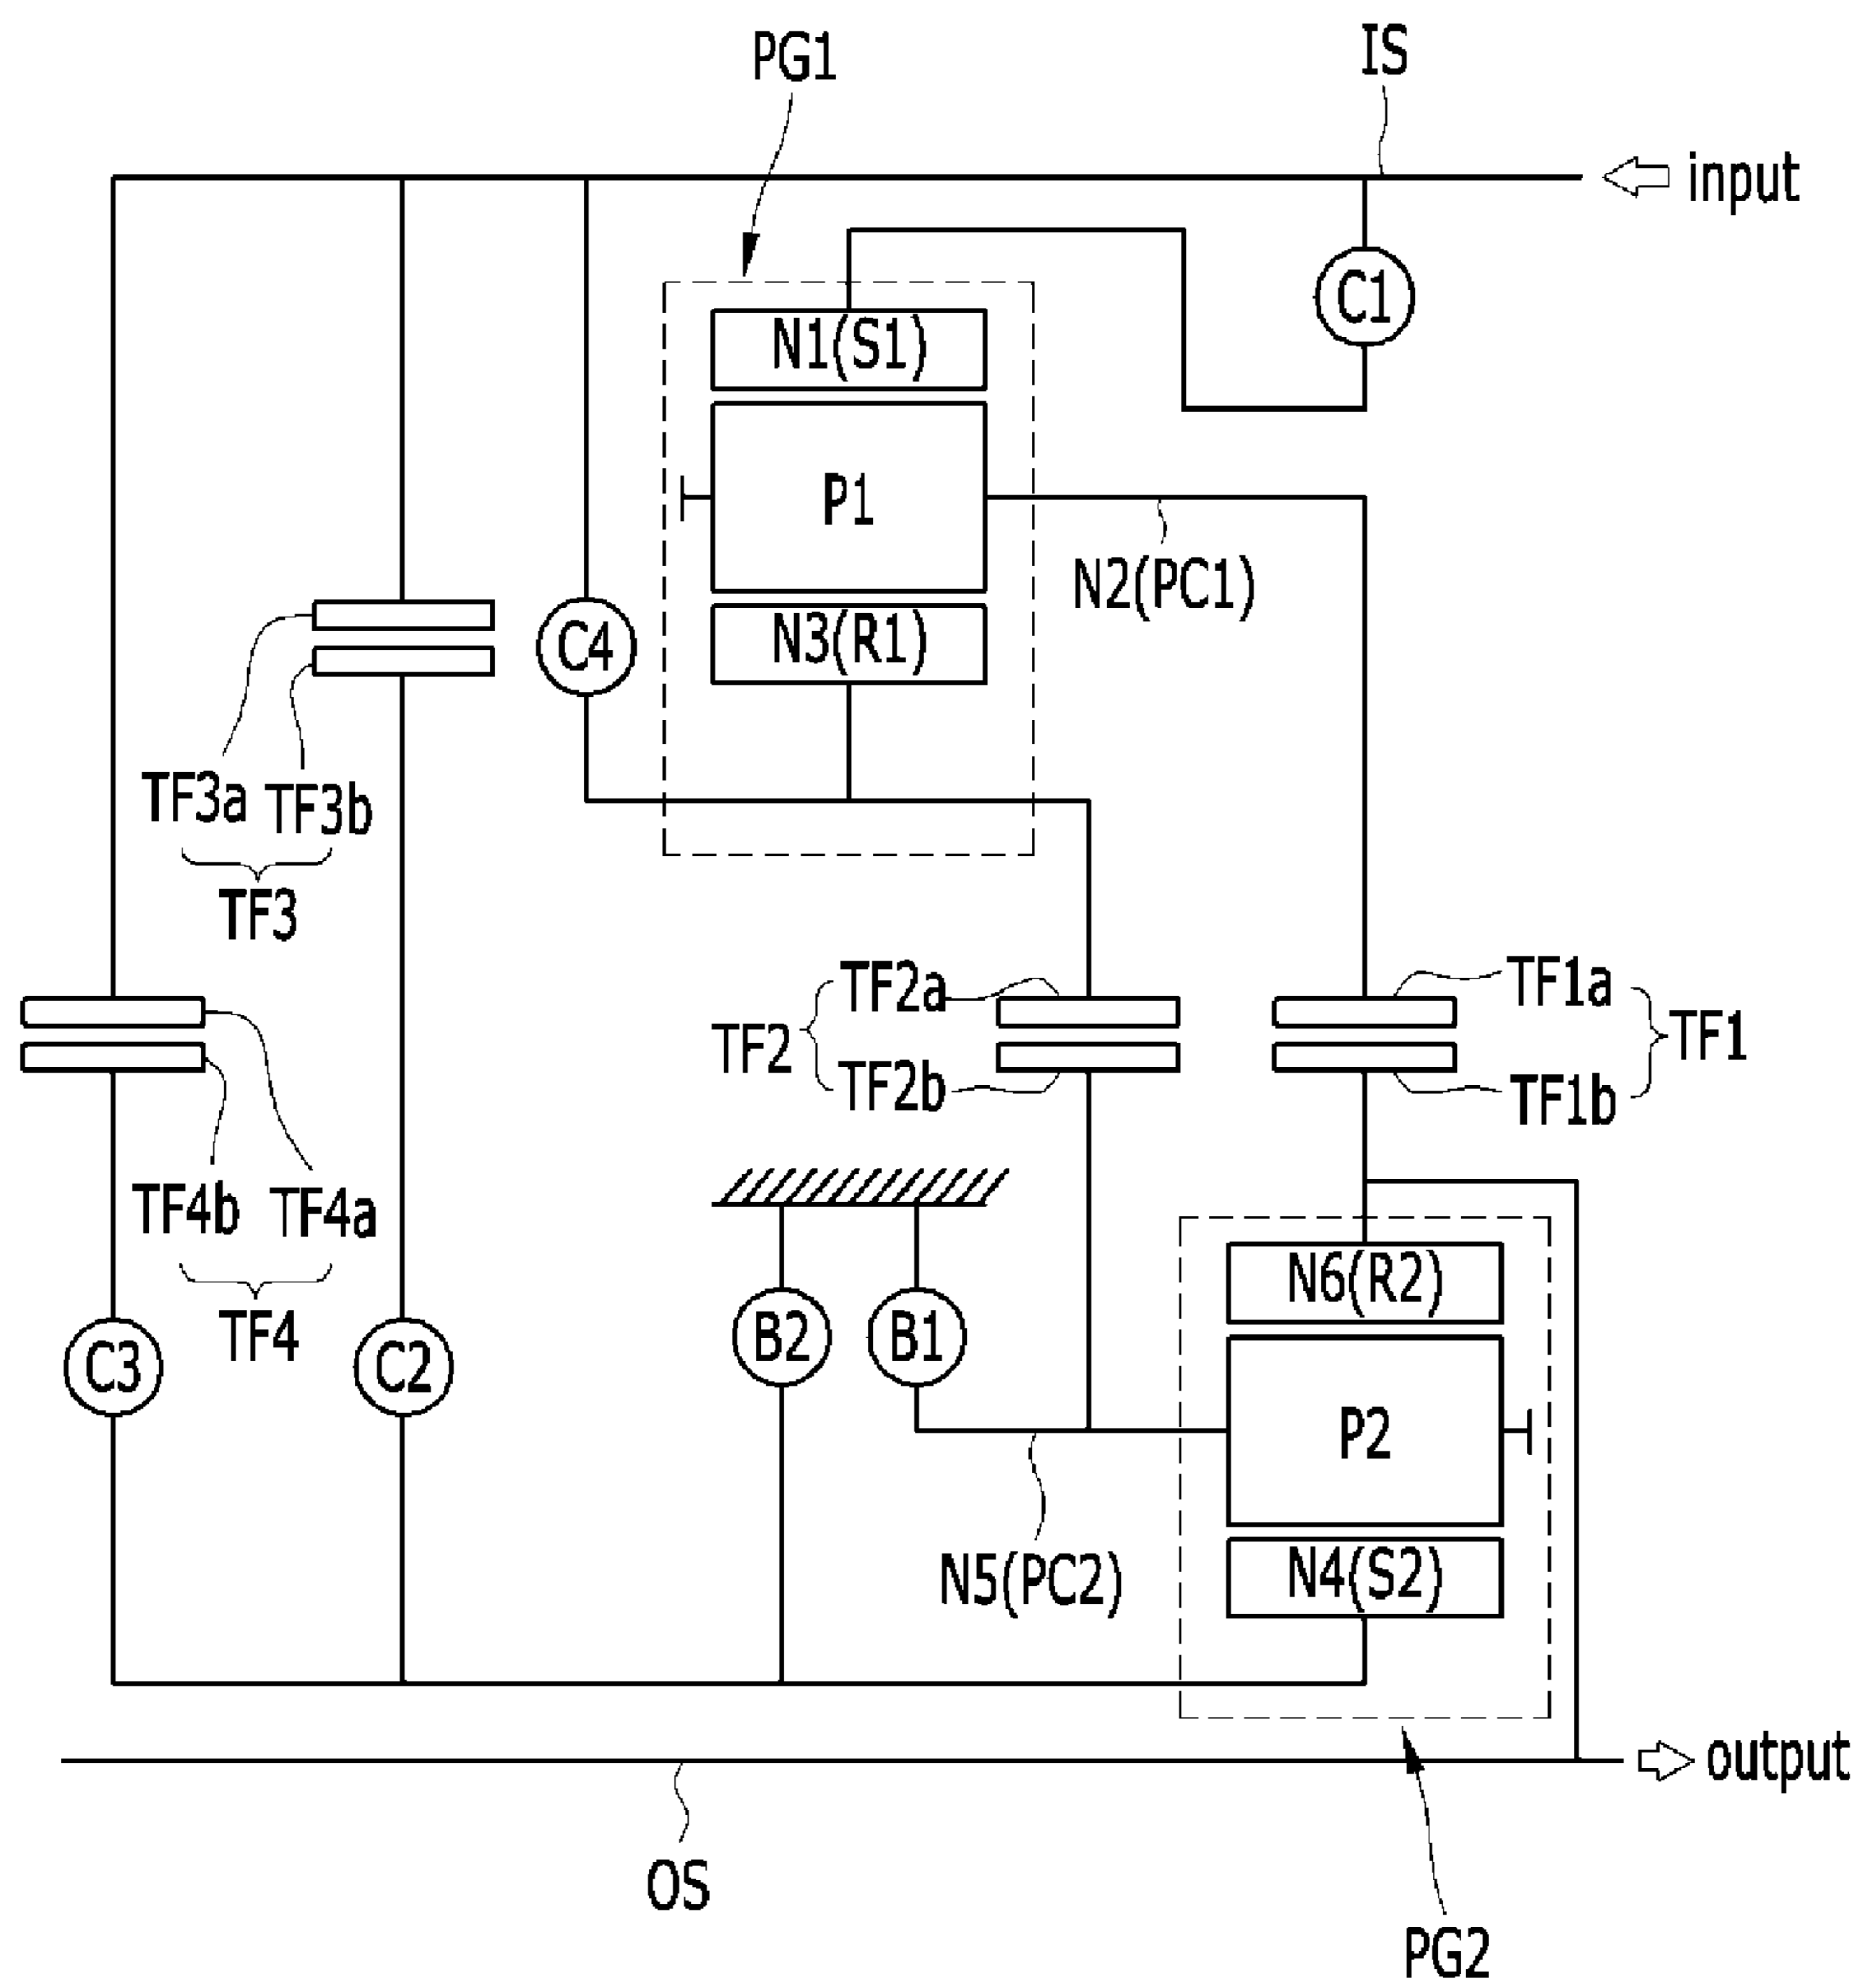 PG1
IS
input
C1
N1(S1)
P1
N2(PC1)
N3(R1)
C4
TF3a
TF3b
TF3
TF2a
TF2
TF2b
TF1a
TF1
TF1b
TF4b
TF4a
TF4
C3
C2
B2
B1
N6(R2)
P2
N5(PC2)
N4(S2)
output
OS
PG2